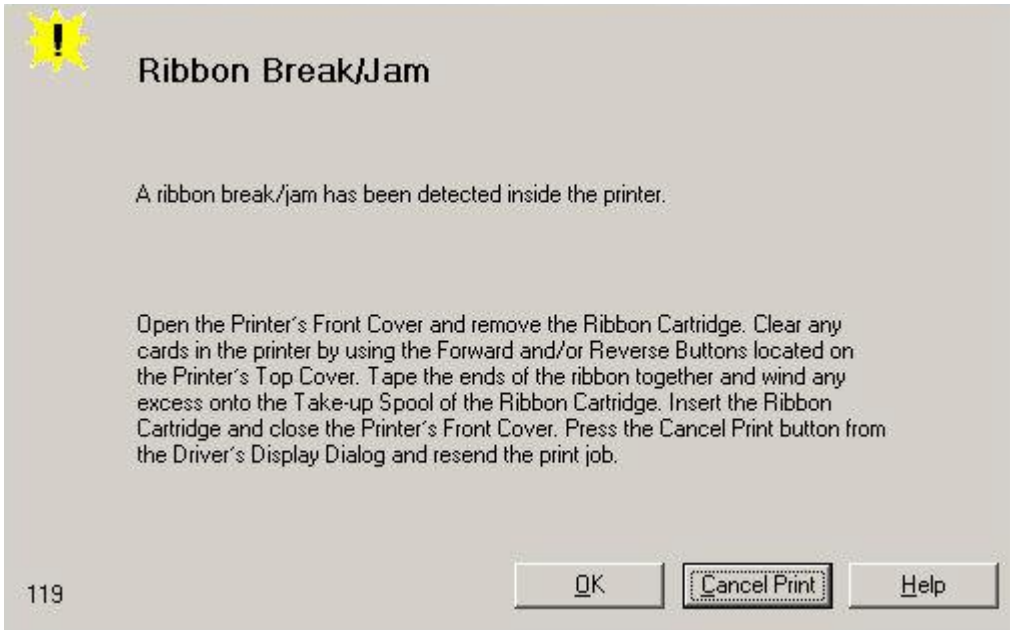 !
Ribbon Break/Jam
A ribbon break/jam has been detected inside the printer.
Open the Printer´s Front Cover and remove the Ribbon Cartridge. Clear any
cards in the printer by using the Forward and/or Reverse Buttons located on
the Printer´s Top Cover. Tape the ends of the ribbon together and wind any
excess onto the Take-up Spool of the Ribbon Cartridge. Insert the Ribbon
Cartridge and close the Printer´s Front Cover. Press the Cancel Print button from
the Driver´s Display Dialog and resend the print job.
119 OK Cancel Print Help